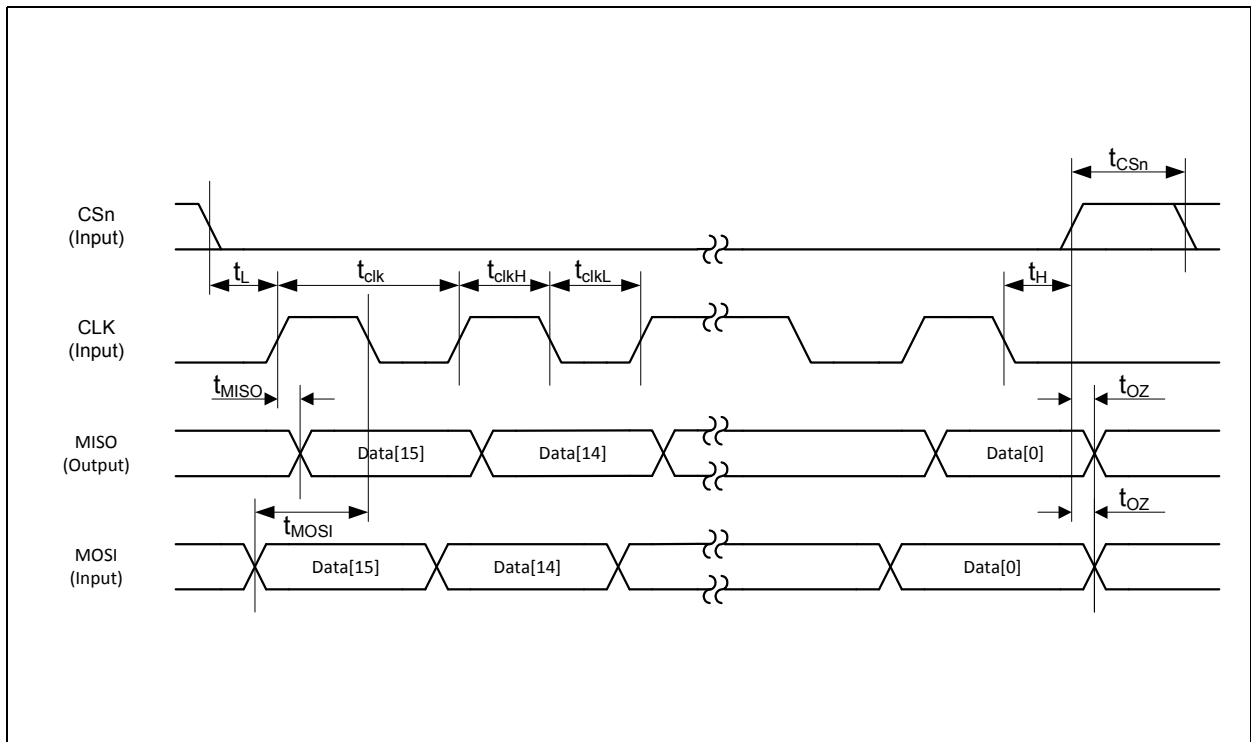 tCSn
CSn
(Input)
tL
tclk
tclkH
tclkL
tH
CLK
(Input)
tMISO
tOZ
MISO
(Output)
Data[15]
Data[14]
Data[0]
tOZ
tMOSI
MOSI
(Input)
Data[15]
Data[14]
Data[0]